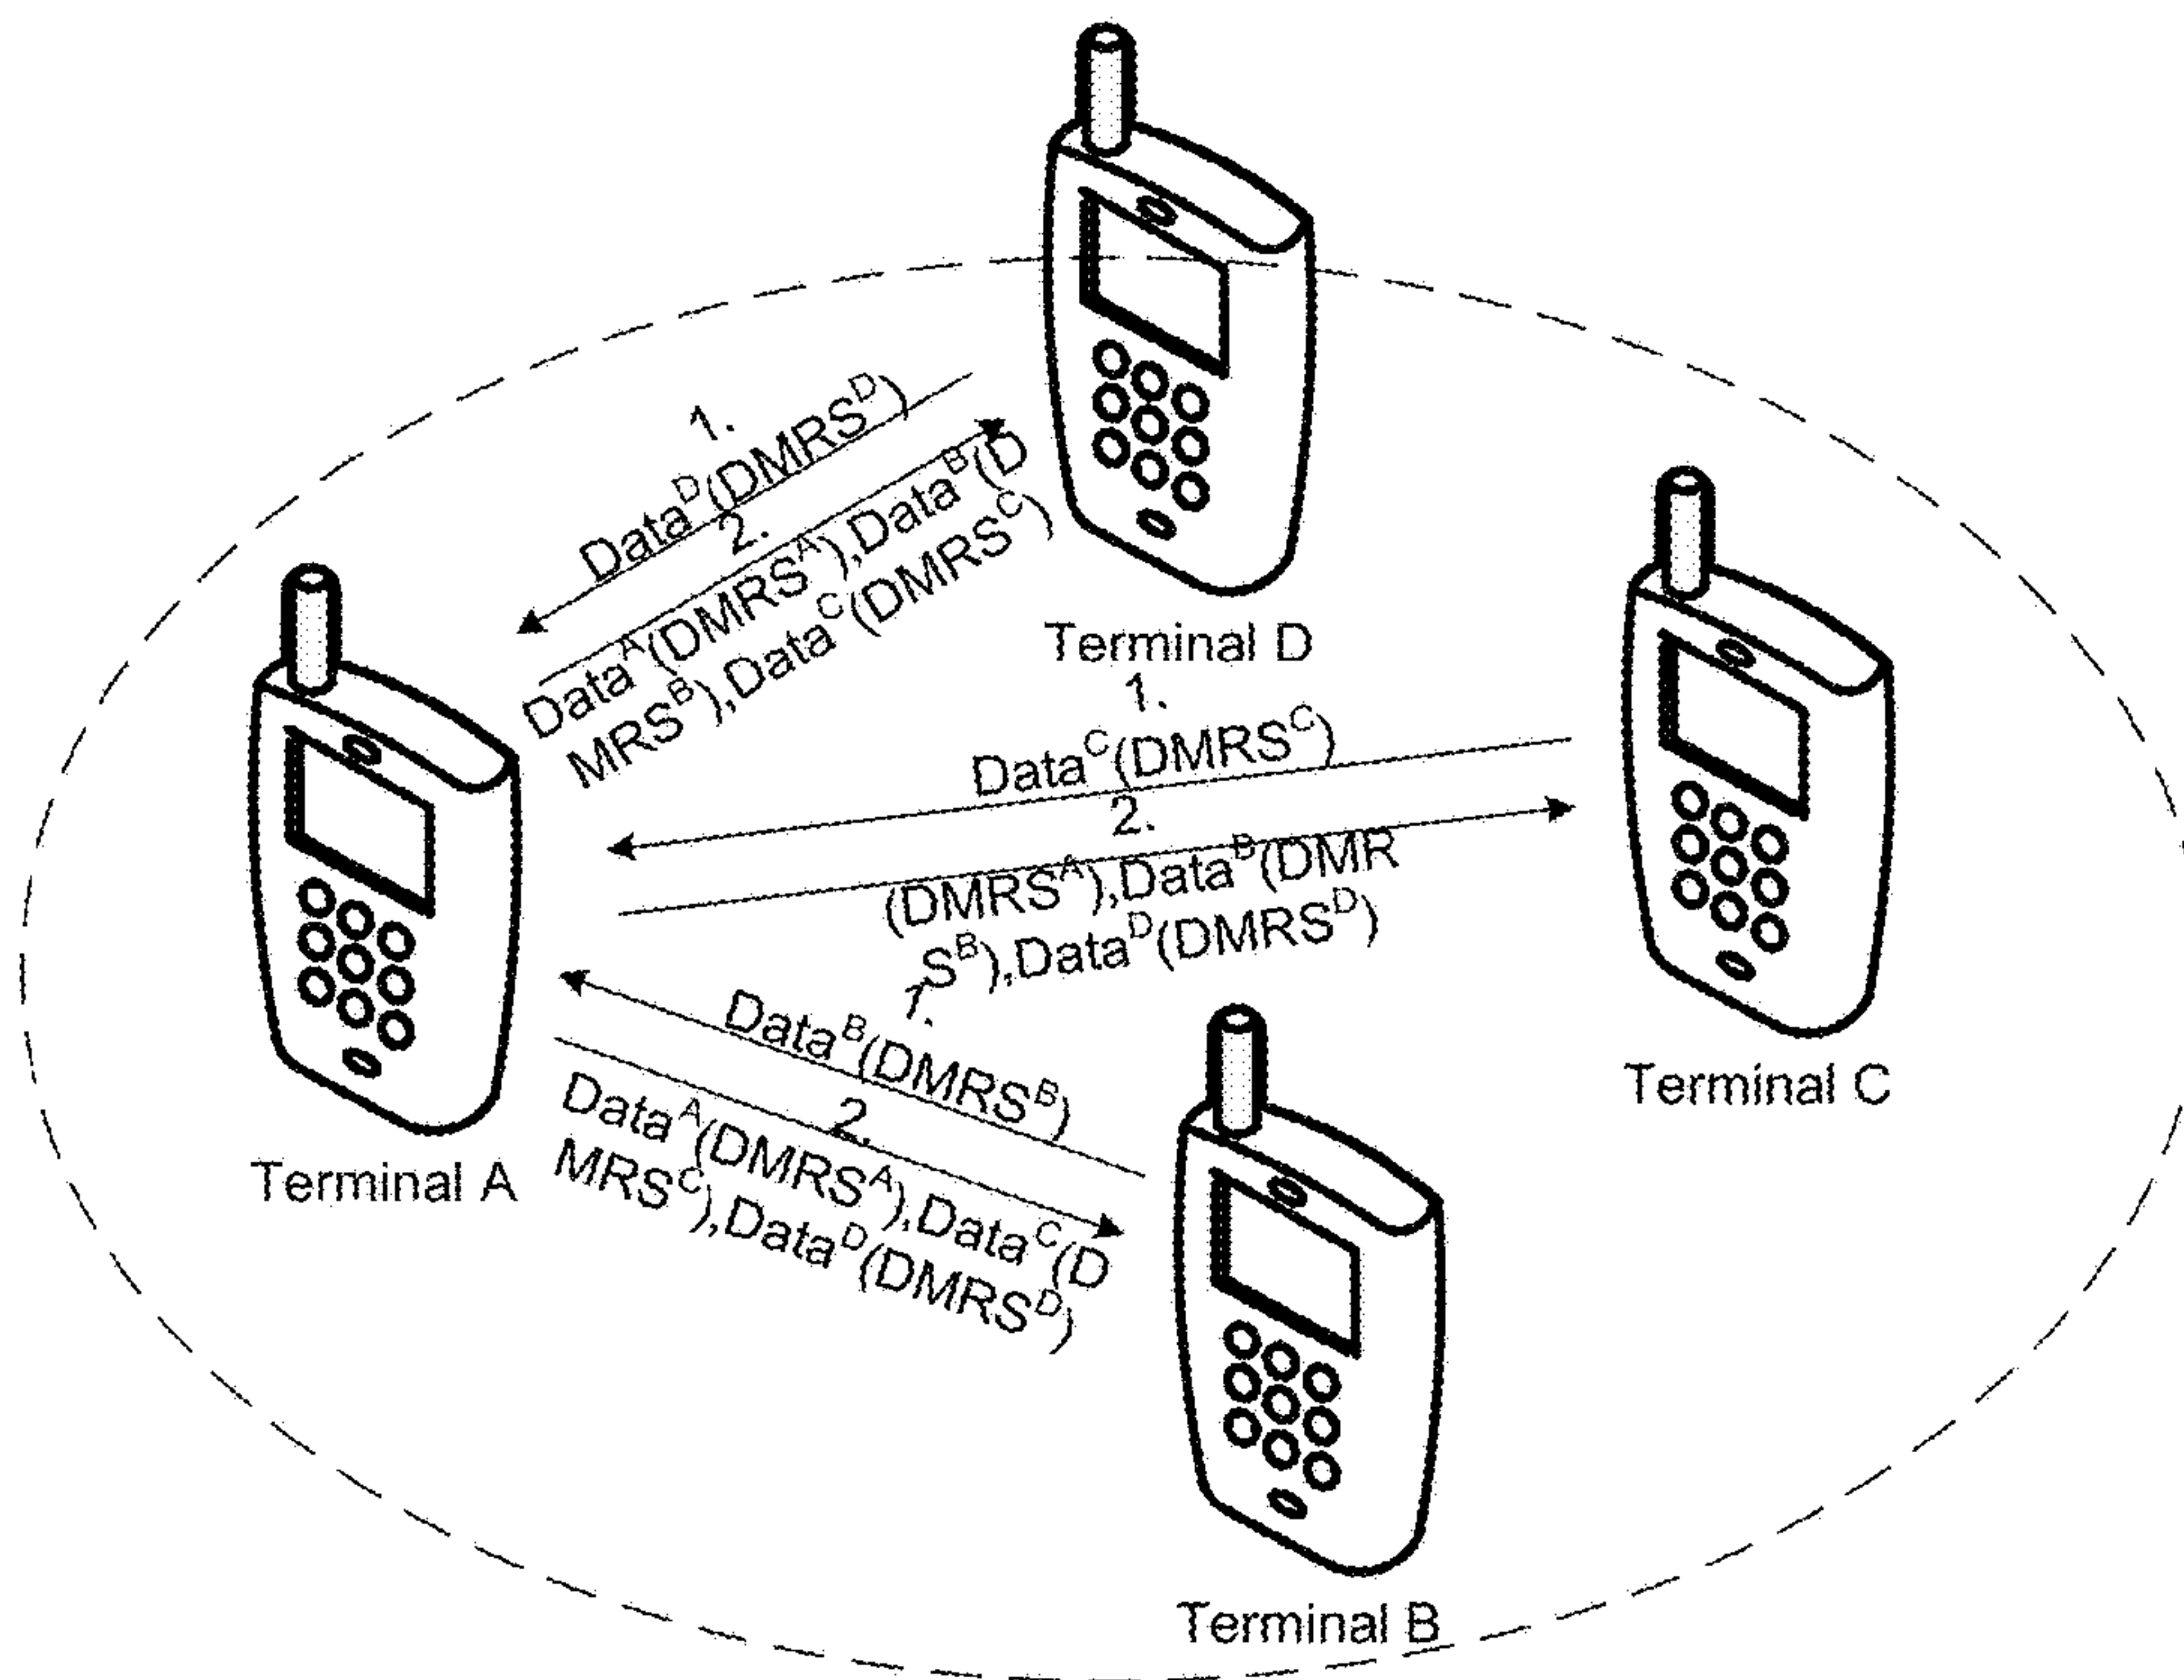 1.
Data^D(DMRS^D)
2.
Data^A(DMRS^A),Data^B(D
MRS^B),Data^C(DMRS^C)
Terminal D
1.
Data^C(DMRS^C)
2.
(DMRS^A),Data^B(DMR
S^B),Data^D(DMRS^D)
Terminal C
1.
Data^B(DMRS^B)
2.
Data^A(DMRS^A),Data^C(D
MRS^C),Data^D(DMRS^D)
Terminal A
Terminal B